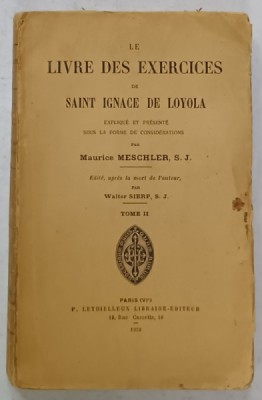 LE
LIVRE DES EXERCICES
DE
SAINT IGNACE DE LOYOLA
EXPLIQUÉ ET PRÉSENTÉ
SOUS LA FORME DE CONSIDÉRATIONS
PAR
Maurice MESCHLER, S. J.
Edité, après la mort de l'auteur,
PAR
Walter SIERP, S. J.
TOME II
PARIS (VIe)
P. LETHIELLEUX LIBRAIRE-ÉDITEUR
10, Rue Cassette, 10